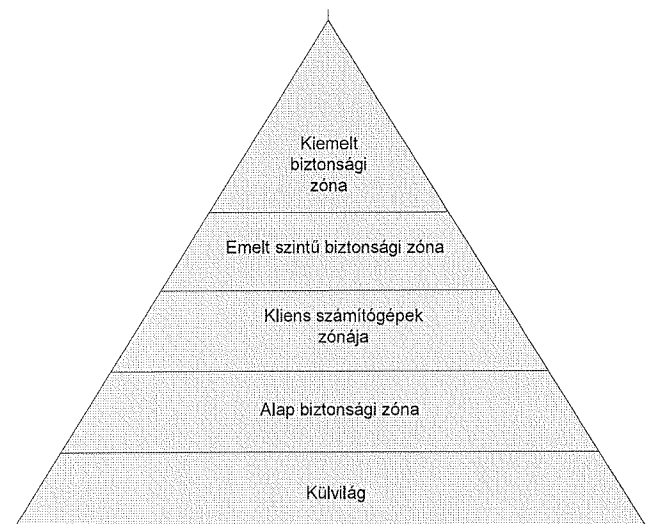 Kiemelt
biztonsági
zóna
Emelt szintű biztonsági zóna
Kliens számítógépek
zónája
Alap biztonsági zóna
Külvilág